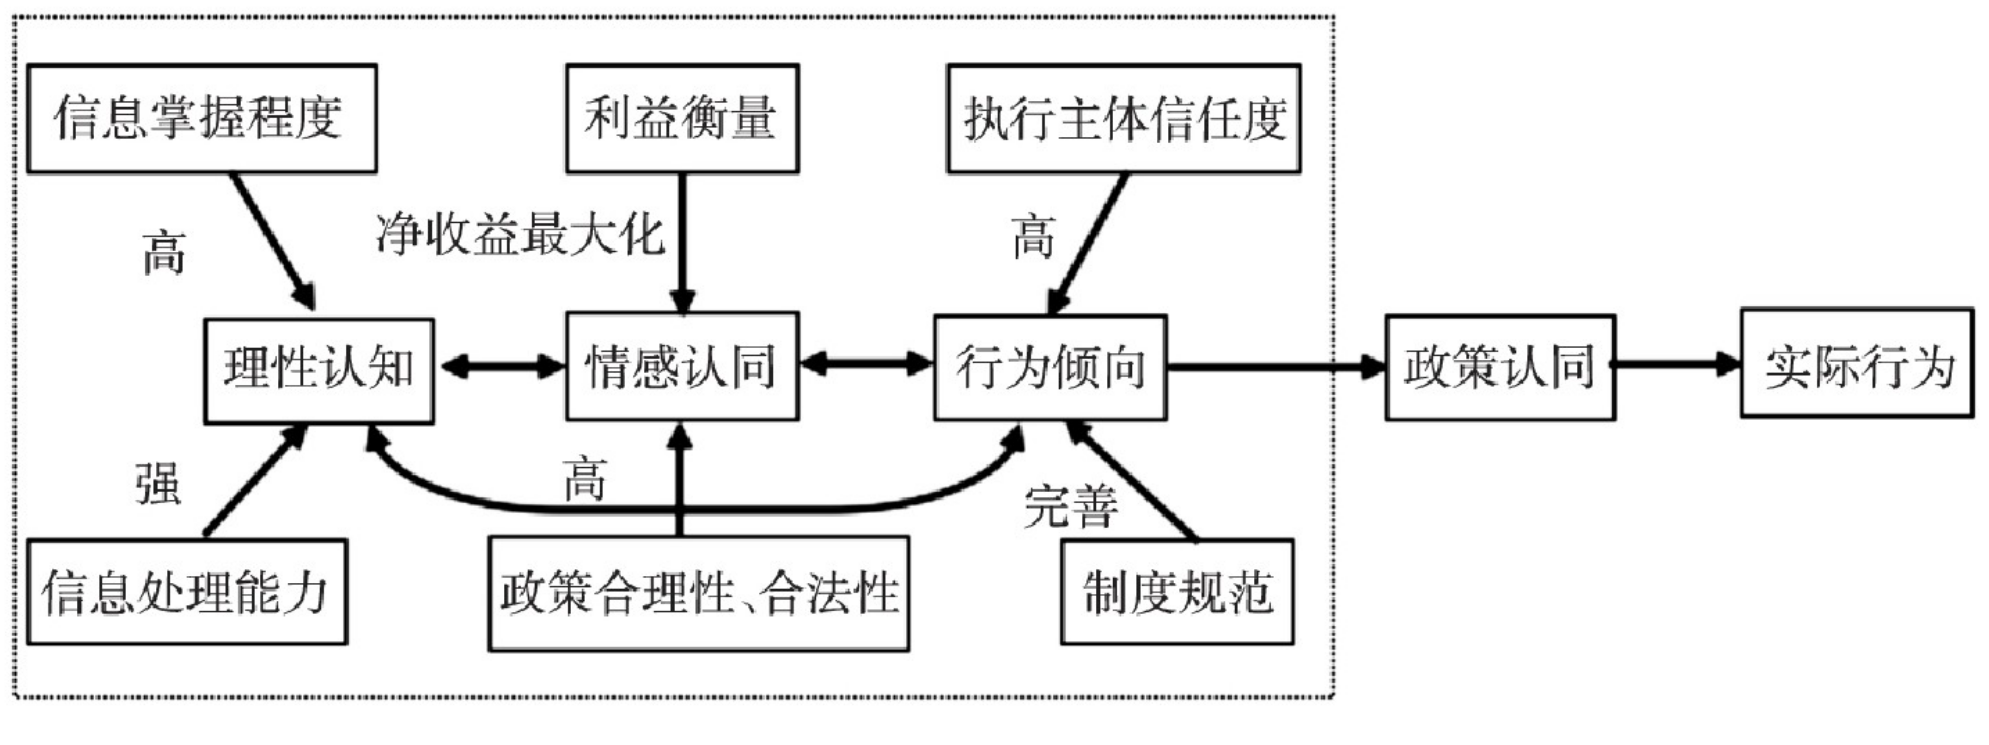 信息掌握程度
利益衡量
执行主体信任度
高
净收益最大化
高
理性认知
情感认同
行为倾向
政策认同
实际行为
强
高
完善
信息处理能力
政策合理性、合法性
制度规范